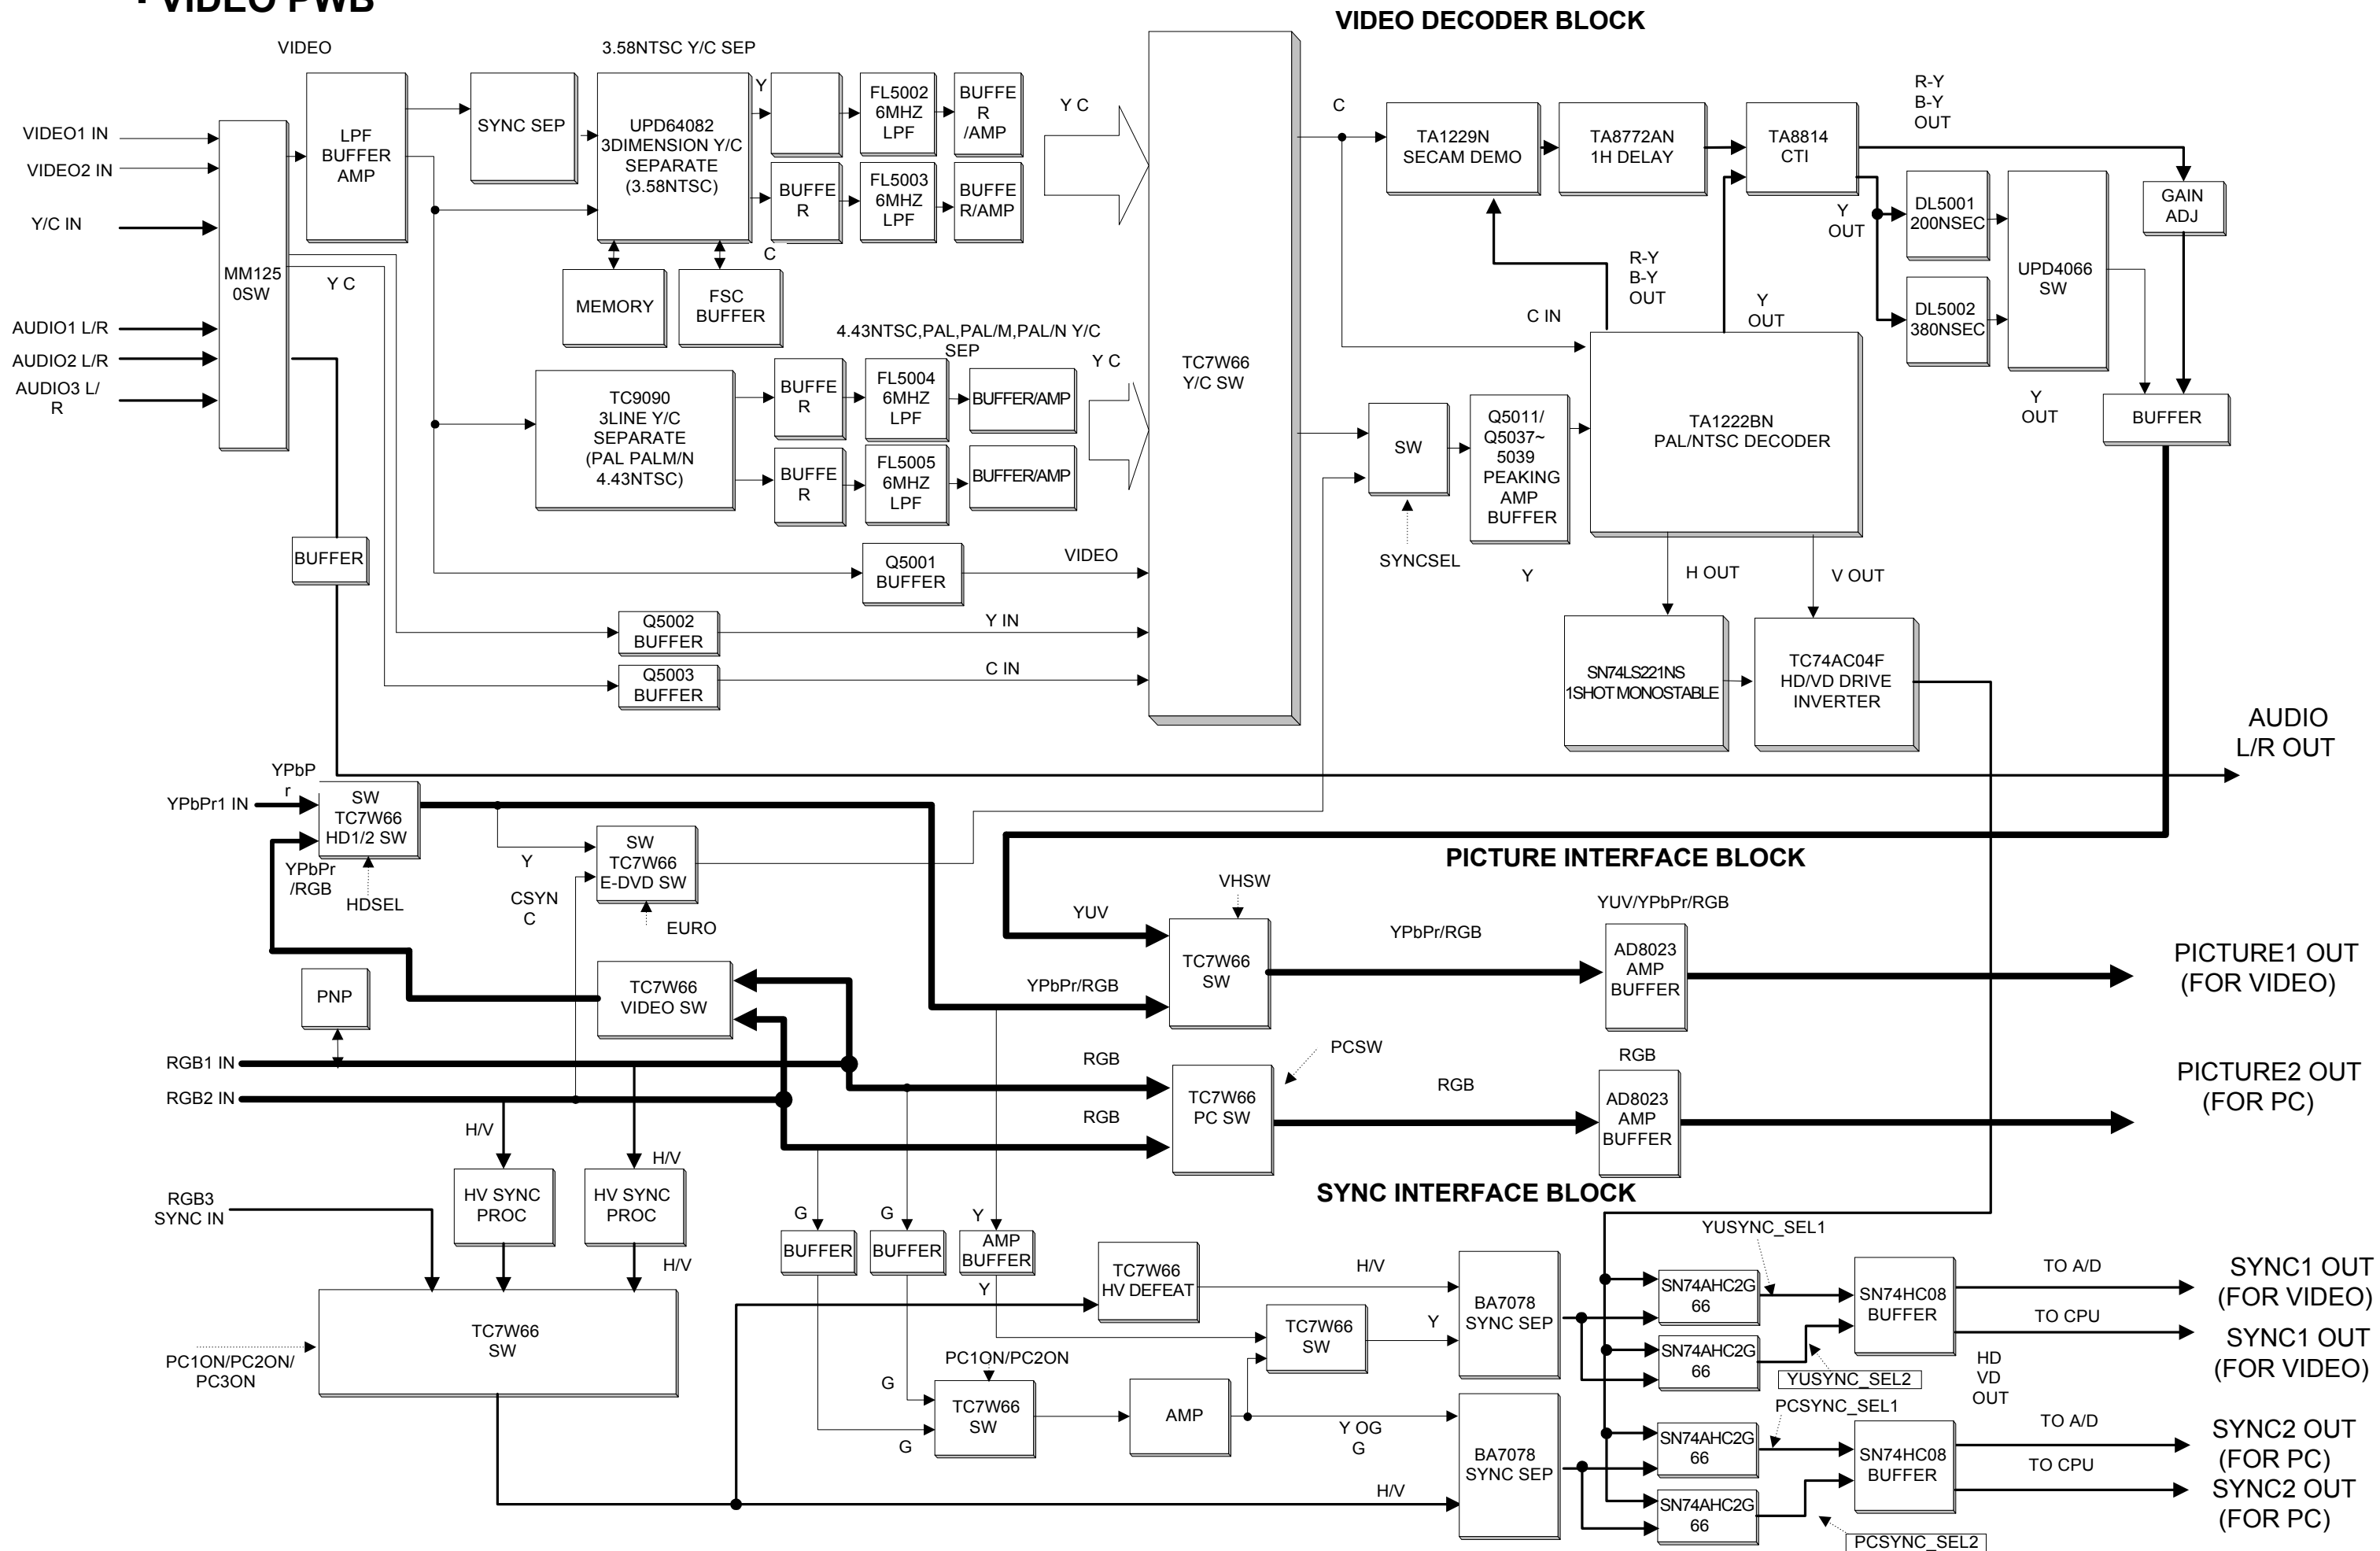 · VIDEO PWB
VIDEO DECODER BLOCK
VIDEO
3.58NTSC Y/C SEP
VIDEO1 IN
VIDEO2 IN
Y/C IN
AUDIO1 L/R
AUDIO2 L/R
AUDIO3 L/
R
MM125
0SW
LPF
BUFFER
AMP
Y C
SYNC SEP
UPD64082
3DIMENSION Y/C
SEPARATE
(3.58NTSC)
Y
C
BUFFE
R
FL5002
6MHZ
LPF
BUFFE
R
/AMP
FL5003
6MHZ
LPF
BUFFE
R/AMP
Y C
MEMORY
FSC
BUFFER
4.43NTSC,PAL,PAL/M,PAL/N Y/C
SEP
TC9090
3LINE Y/C
SEPARATE
(PAL PALM/N
4.43NTSC)
BUFFE
R
FL5004
6MHZ
LPF
BUFFER/AMP
BUFFE
R
FL5005
6MHZ
LPF
BUFFER/AMP
Y C
BUFFER
Q5001
BUFFER
VIDEO
Q5002
BUFFER
Y IN
Q5003
BUFFER
C IN
TC7W66
Y/C SW
C
TA1229N
SECAM DEMO
TA8772AN
1H DELAY
TA8814
CTI
R-Y
B-Y
OUT
GAIN
ADJ
Y
OUT
DL5001
200NSEC
DL5002
380NSEC
UPD4066
SW
R-Y
B-Y
OUT
C IN
Y
OUT
Y
OUT
BUFFER
SW
SYNCSEL
Q5011/
Q5037~
5039
PEAKING
AMP
BUFFER
Y
TA1222BN
PAL/NTSC DECODER
H OUT
V OUT
SN74LS221NS
1SHOT MONOSTABLE
TC74AC04F
HD/VD DRIVE
INVERTER
AUDIO
L/R OUT
YPbP
r
YPbPr1 IN
SW
TC7W66
HD1/2 SW
YPbPr
/RGB
HDSEL
Y
CSYN
C
SW
TC7W66
E-DVD SW
EURO
PICTURE INTERFACE BLOCK
VHSW
YUV
YPbPr/RGB
TC7W66
SW
YPbPr/RGB
YUV/YPbPr/RGB
AD8023
AMP
BUFFER
PICTURE1 OUT
(FOR VIDEO)
PNP
TC7W66
VIDEO SW
RGB1 IN
RGB2 IN
RGB
RGB
PCSW
TC7W66
PC SW
RGB
RGB
AD8023
AMP
BUFFER
PICTURE2 OUT
(FOR PC)
H/V
H/V
RGB3
SYNC IN
HV SYNC
PROC
HV SYNC
PROC
H/V
TC7W66
SW
PC1ON/PC2ON/
PC3ON
SYNC INTERFACE BLOCK
G
G
Y
BUFFER
BUFFER
AMP
BUFFER
Y
TC7W66
HV DEFEAT
H/V
TC7W66
SW
Y
BA7078
SYNC SEP
PC1ON/PC2ON
G
G
TC7W66
SW
AMP
Y OG
G
BA7078
SYNC SEP
H/V
YUSYNC_SEL1
SN74AHC2G
66
SN74AHC2G
66
YUSYNC_SEL2
SN74HC08
BUFFER
TO A/D
TO CPU
SYNC1 OUT
(FOR VIDEO)
SYNC1 OUT
(FOR VIDEO)
HD
VD
OUT
PCSYNC_SEL1
SN74AHC2G
66
SN74AHC2G
66
PCSYNC_SEL2
SN74HC08
BUFFER
TO A/D
TO CPU
SYNC2 OUT
(FOR PC)
SYNC2 OUT
(FOR PC)